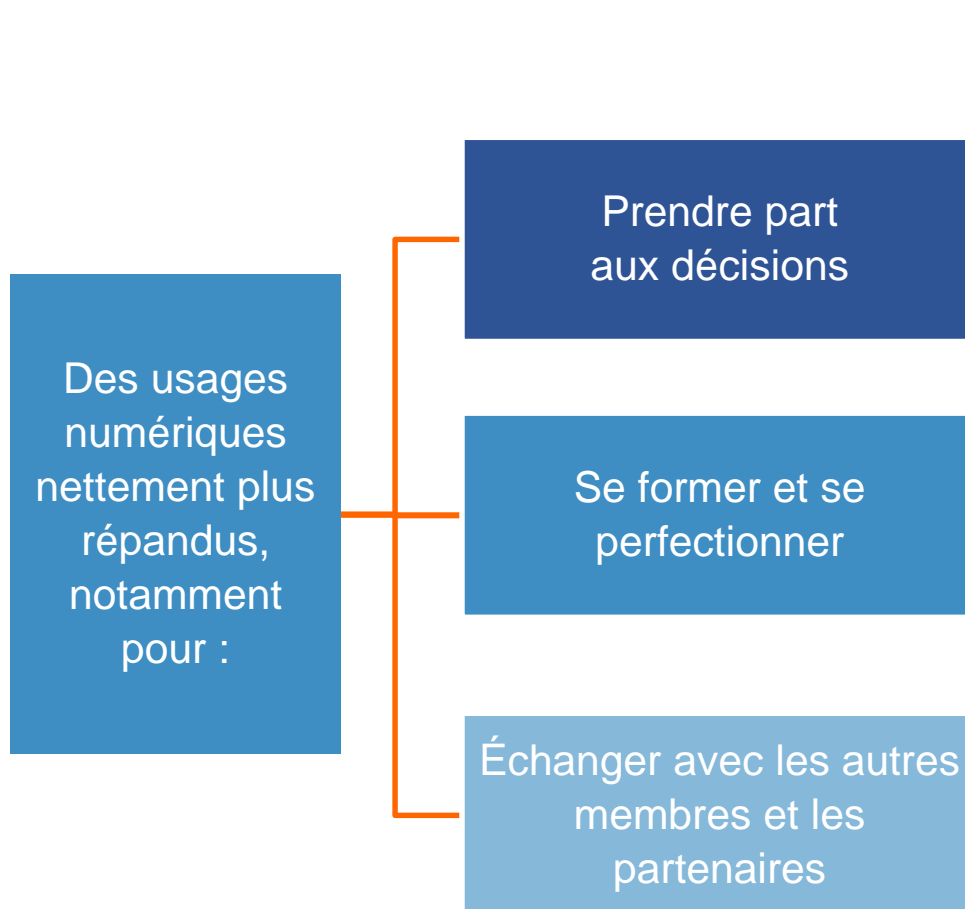 Des usages
numériques
nettement plus
répandus,
notamment
pour :
Prendre part
aux décisions
Se former et se
perfectionner
Échanger avec les autres
membres et les
partenaires